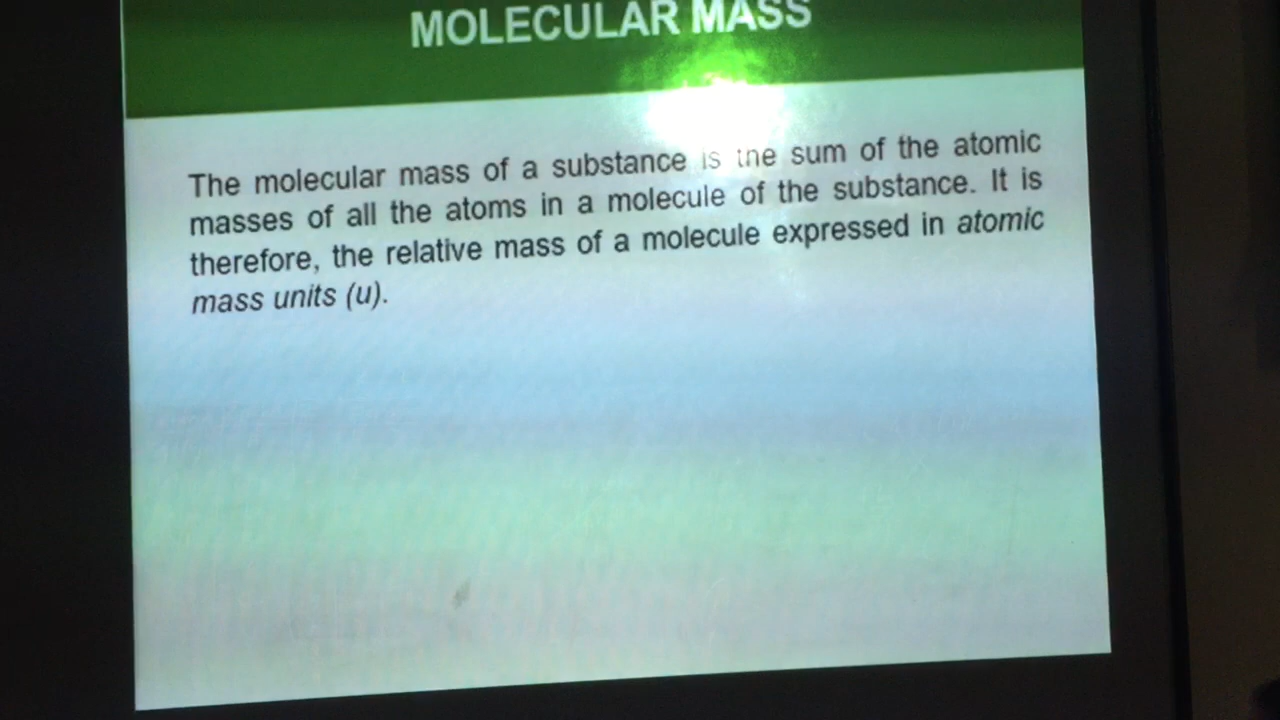 MOLECULAR MASS
The molecular mass of a substance is the sum of the atomic
masses of all the atoms in a molecule of the substance. It is
therefore, the relative mass of a molecule expressed in atomic
mass units (u).